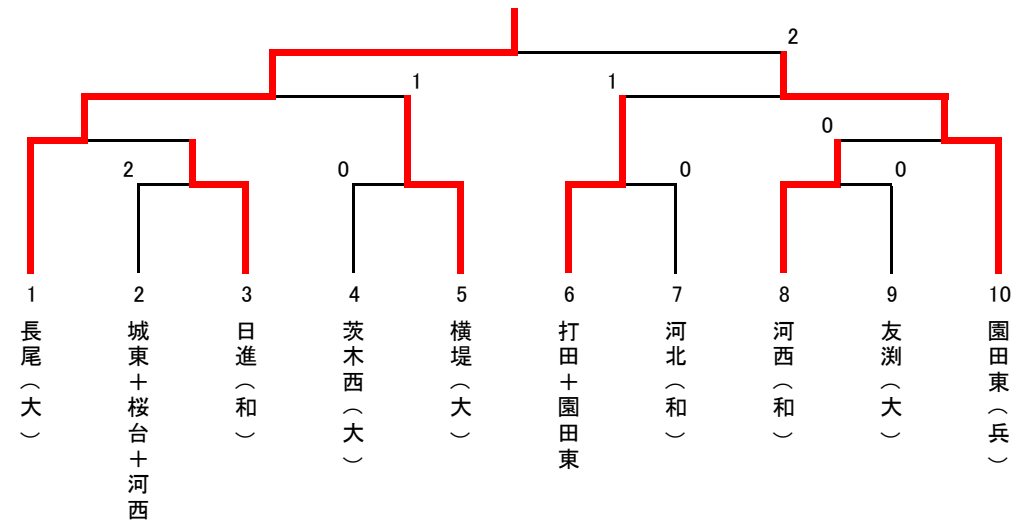 2
1
1
0
2
0
0
0
1
2
3
4
5
6
7
8
9
10
長尾（大）
城東＋桜台＋河西
日進（和）
茨木西（大）
横堤（大）
打田＋園田東
河北（和）
河西（和）
友渕（大）
園田東（兵）